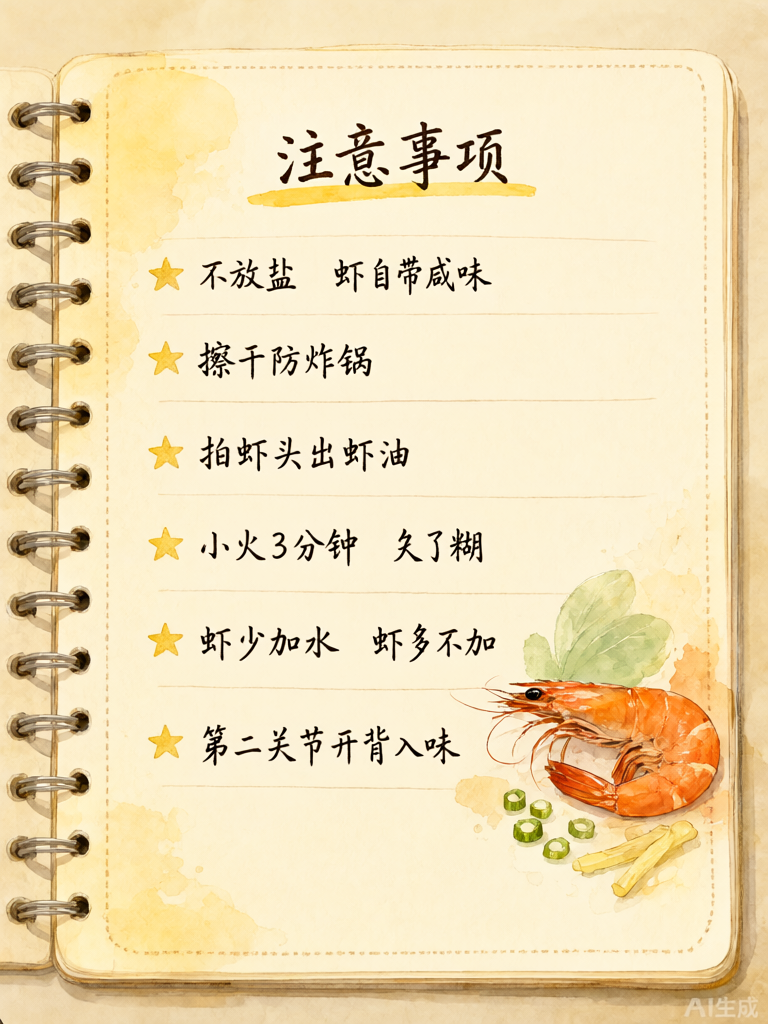 注意事项
不放盐 虾自带咸味
擦干防炸锅
拍虾头出虾油
小火3分钟 久了糊
虾少加水 虾多不加
第二关节开背入味
AI生成